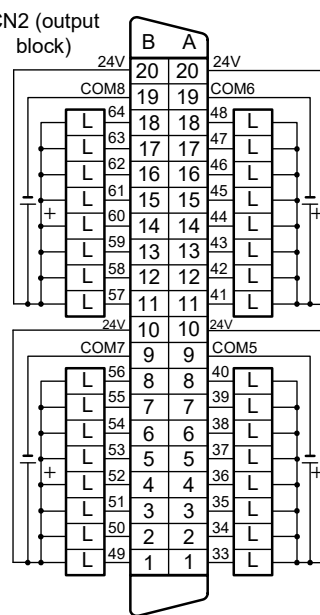 CN2 (output
block)
B A
24V 20 20 24V
COM8 19 19 COM6
L 64 18 18 48 L
L 63 17 17 47 L
L 62 16 16 46 L
L 61 15 15 45 L
+ L 60 14 14 44 L +
L 59 13 13 43 L
L 58 12 12 42 L
L 57 11 11 41 L
24V 10 10 24V
COM7 9 9 COM5
L 56 8 8 40 L
L 55 7 7 39 L
L 54 6 6 38 L
L 53 5 5 37 L
+ L 52 4 4 36 L +
L 51 3 3 35 L
L 50 2 2 34 L
L 49 1 1 33 L